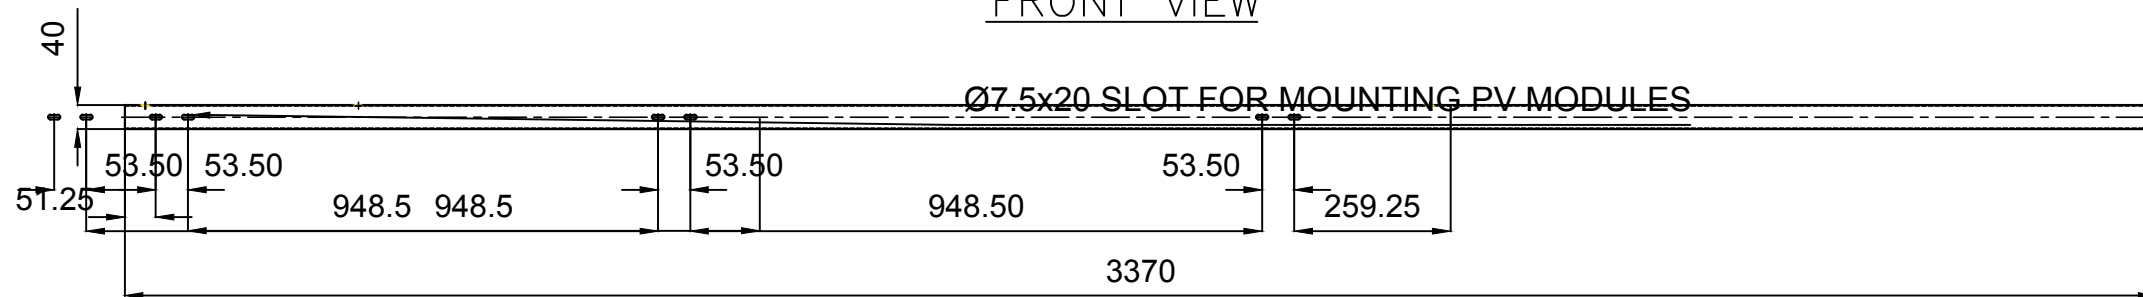 FRONT VIEW
40
Ø7.5x20 SLOT FOR MOUNTING PV MODULES
53.50 53.50 53.50 53.50
51.25 948.5 948.5 948.50 259.25
3370